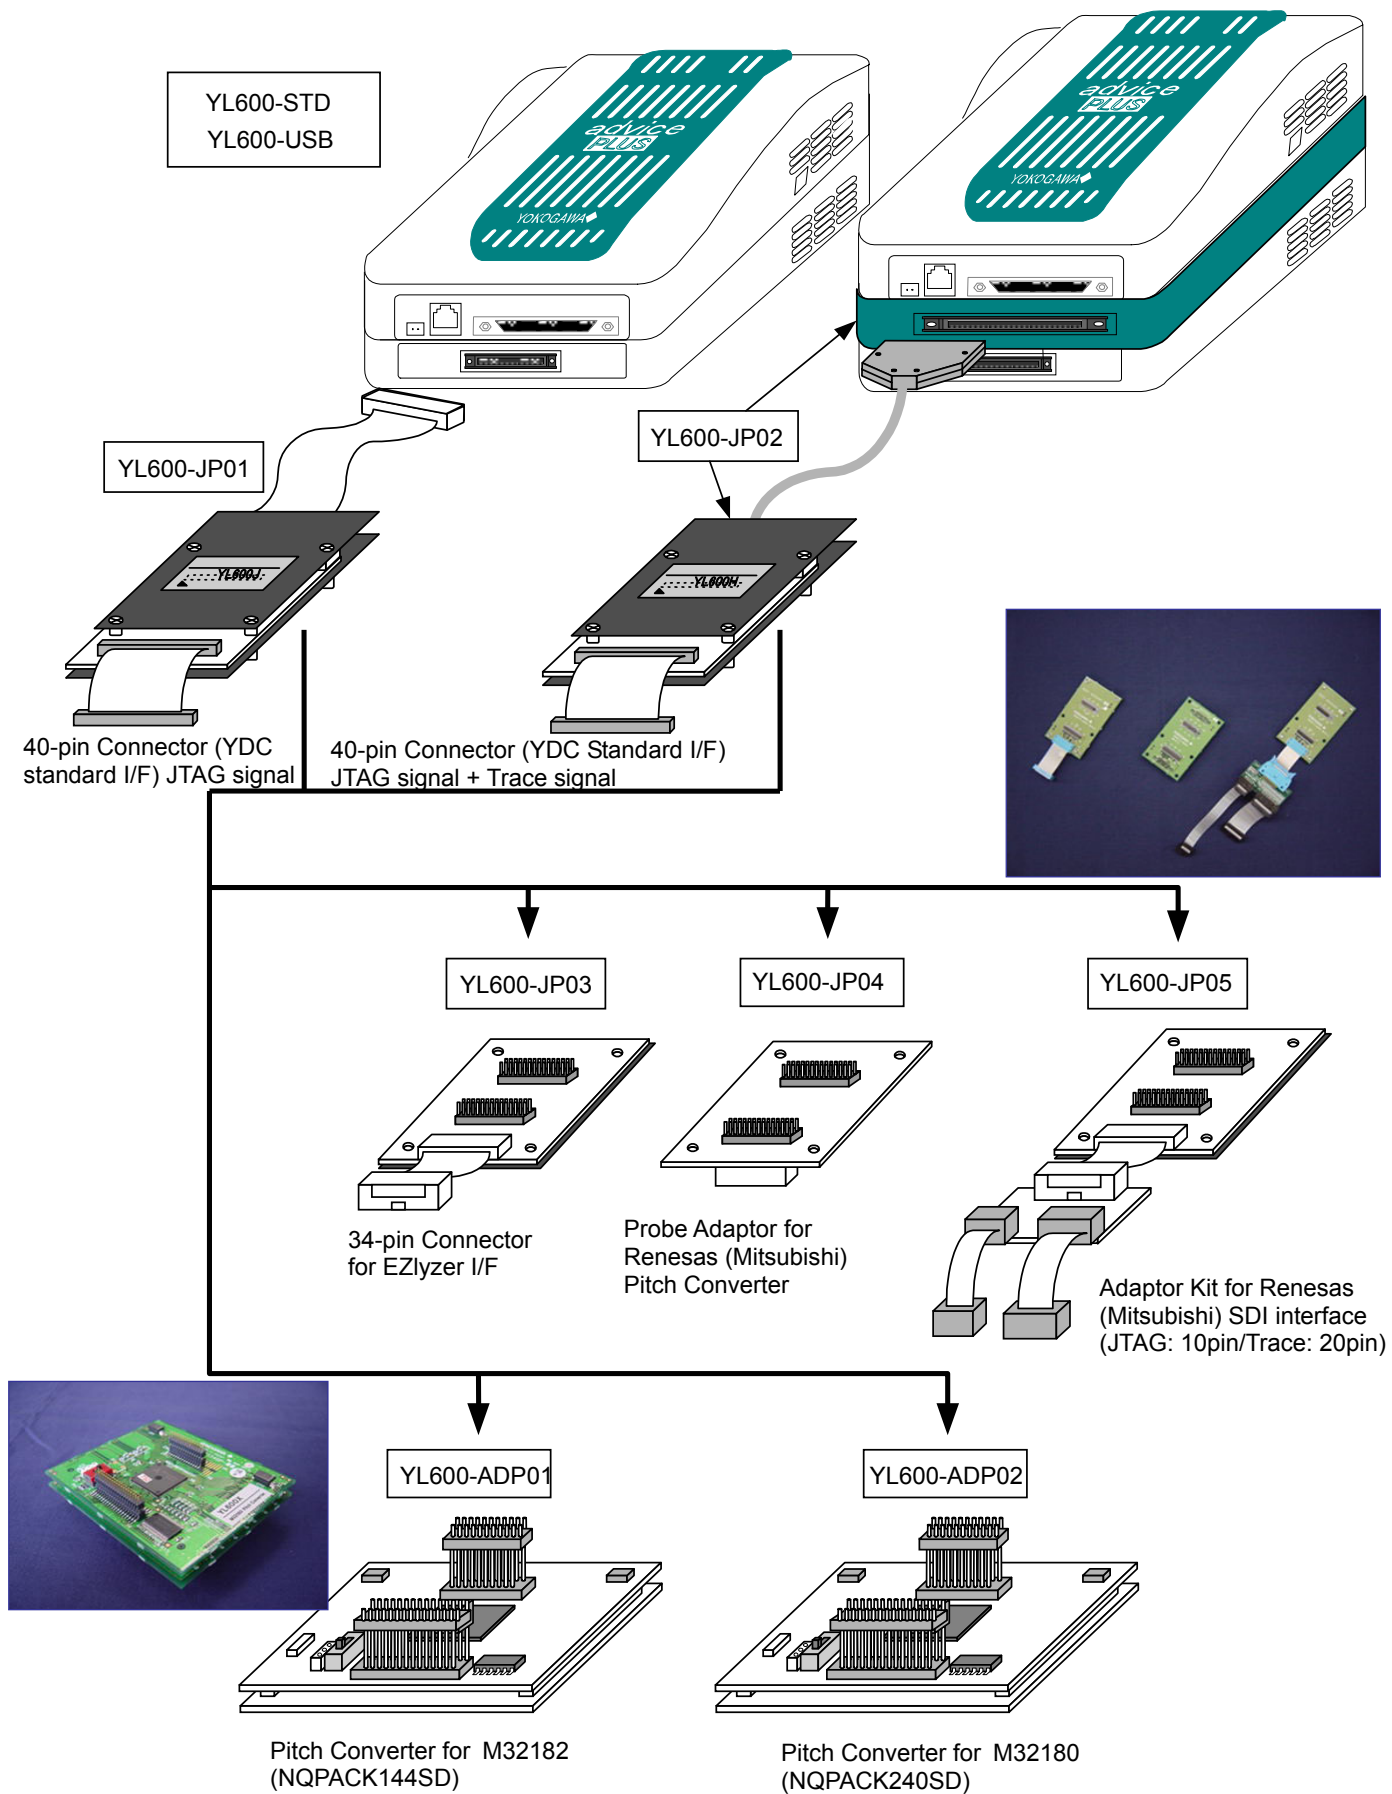 YL600-STD
YL600-USB
advice
PLUS
YOKOGAWA
advice
PLUS
YOKOGAWA
YL600-JP01
YL600-JP02
YL600J
YL600H
40-pin Connector (YDC
standard I/F) JTAG signal
40-pin Connector (YDC Standard I/F)
JTAG signal + Trace signal
YL600-JP03
YL600-JP04
YL600-JP05
34-pin Connector
for EZlyzer I/F
Probe Adaptor for
Renesas (Mitsubishi)
Pitch Converter
Adaptor Kit for Renesas
(Mitsubishi) SDI interface
(JTAG: 10pin/Trace: 20pin)
YL600X
YL600-ADP01
YL600-ADP02
Pitch Converter for M32182
(NQPACK144SD)
Pitch Converter for M32180
(NQPACK240SD)